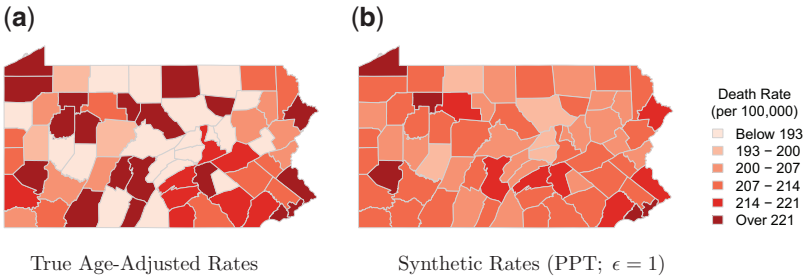 (a)
(b)
Death Rate
(per 100,000)
Below 193
193 – 200
200 – 207
207 – 214
214 – 221
Over 221
True Age-Adjusted Rates
Synthetic Rates (PPT; ϵ = 1)